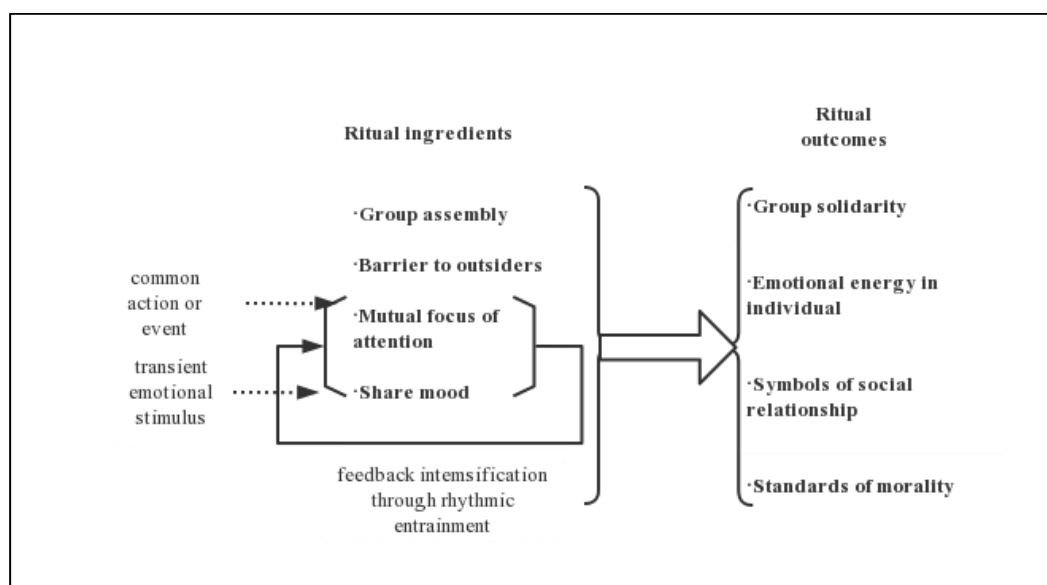 Ritual ingredients
·Group assembly
·Barrier to outsiders
·Mutual focus of
attention
·Share mood
common
action or
event
transient
emotional
stimulus
feedback intemsification
through rhythmic
entrainment
Ritual
outcomes
·Group solidarity
·Emotional energy in
individual
·Symbols of social
relationship
·Standards of morality